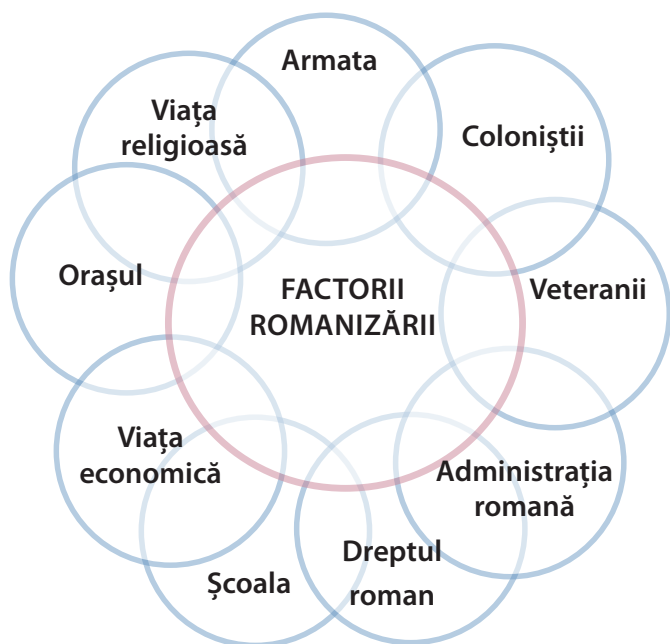 FACTORII
ROMANIZĂRII
Armata
Coloniștii
Veteranii
Administrația
romană
Dreptul
roman
Școala
Viața
economică
Orașul
Viața
religioasă